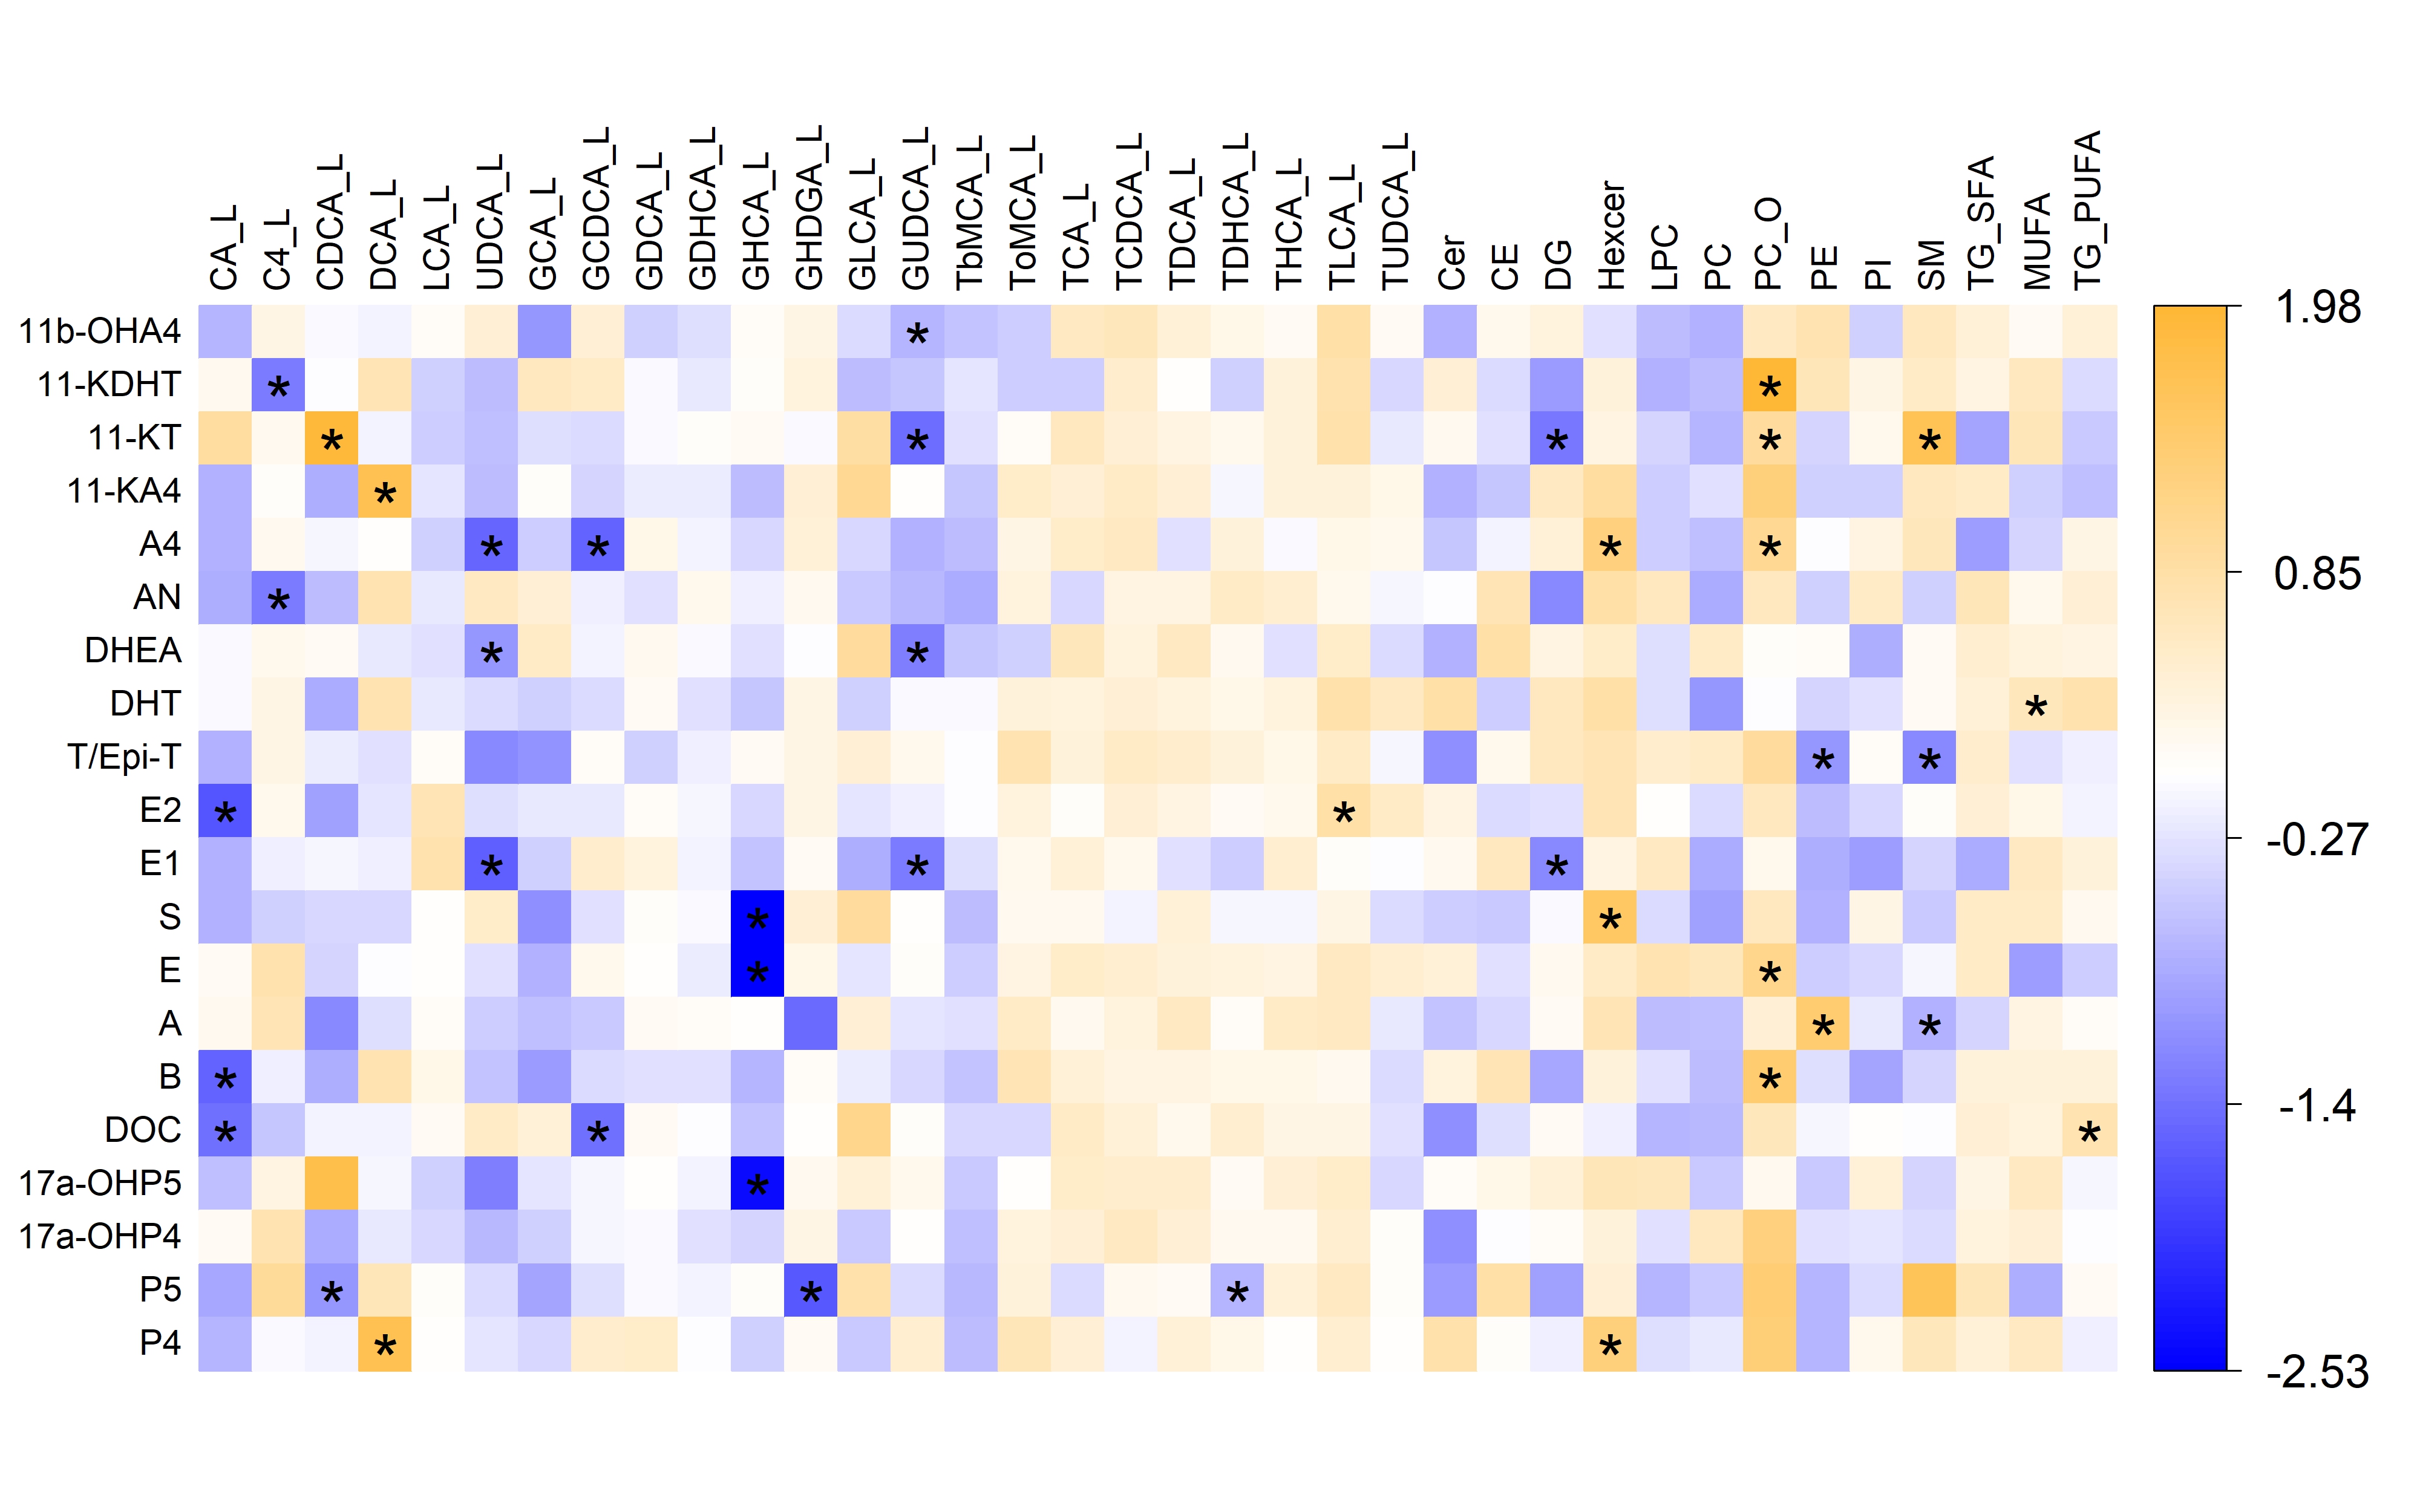 CA_L
C4_L
CDCA_L
DCA_L
LCA_L
UDCA_L
GCA_L
GCDCA_L
GDCA_L
GDHCA_L
GHCA_L
GHDGA_L
GLCA_L
GUDCA_L
TbMCA_L
ToMCA_L
TCA_L
TCDCA_L
TDCA_L
TDHCA_L
THCA_L
TLCA_L
TUDCA_L
Cer
CE
DG
Hexcer
LPC
PC
PC_O
PE
PI
SM
TG_SFA
MUFA
TG_PUFA
11b-OHA4 *
11-KDHT * *
11-KT * * * * *
11-KA4 *
A4 * * * *
AN *
DHEA * *
DHT *
T/Epi-T * *
E2 * *
E1 * * *
S * *
E * *
A * *
B * *
DOC * * *
17a-OHP5 *
17a-OHP4
P5 * * *
P4 * *
1.98
0.85
-0.27
-1.4
-2.53